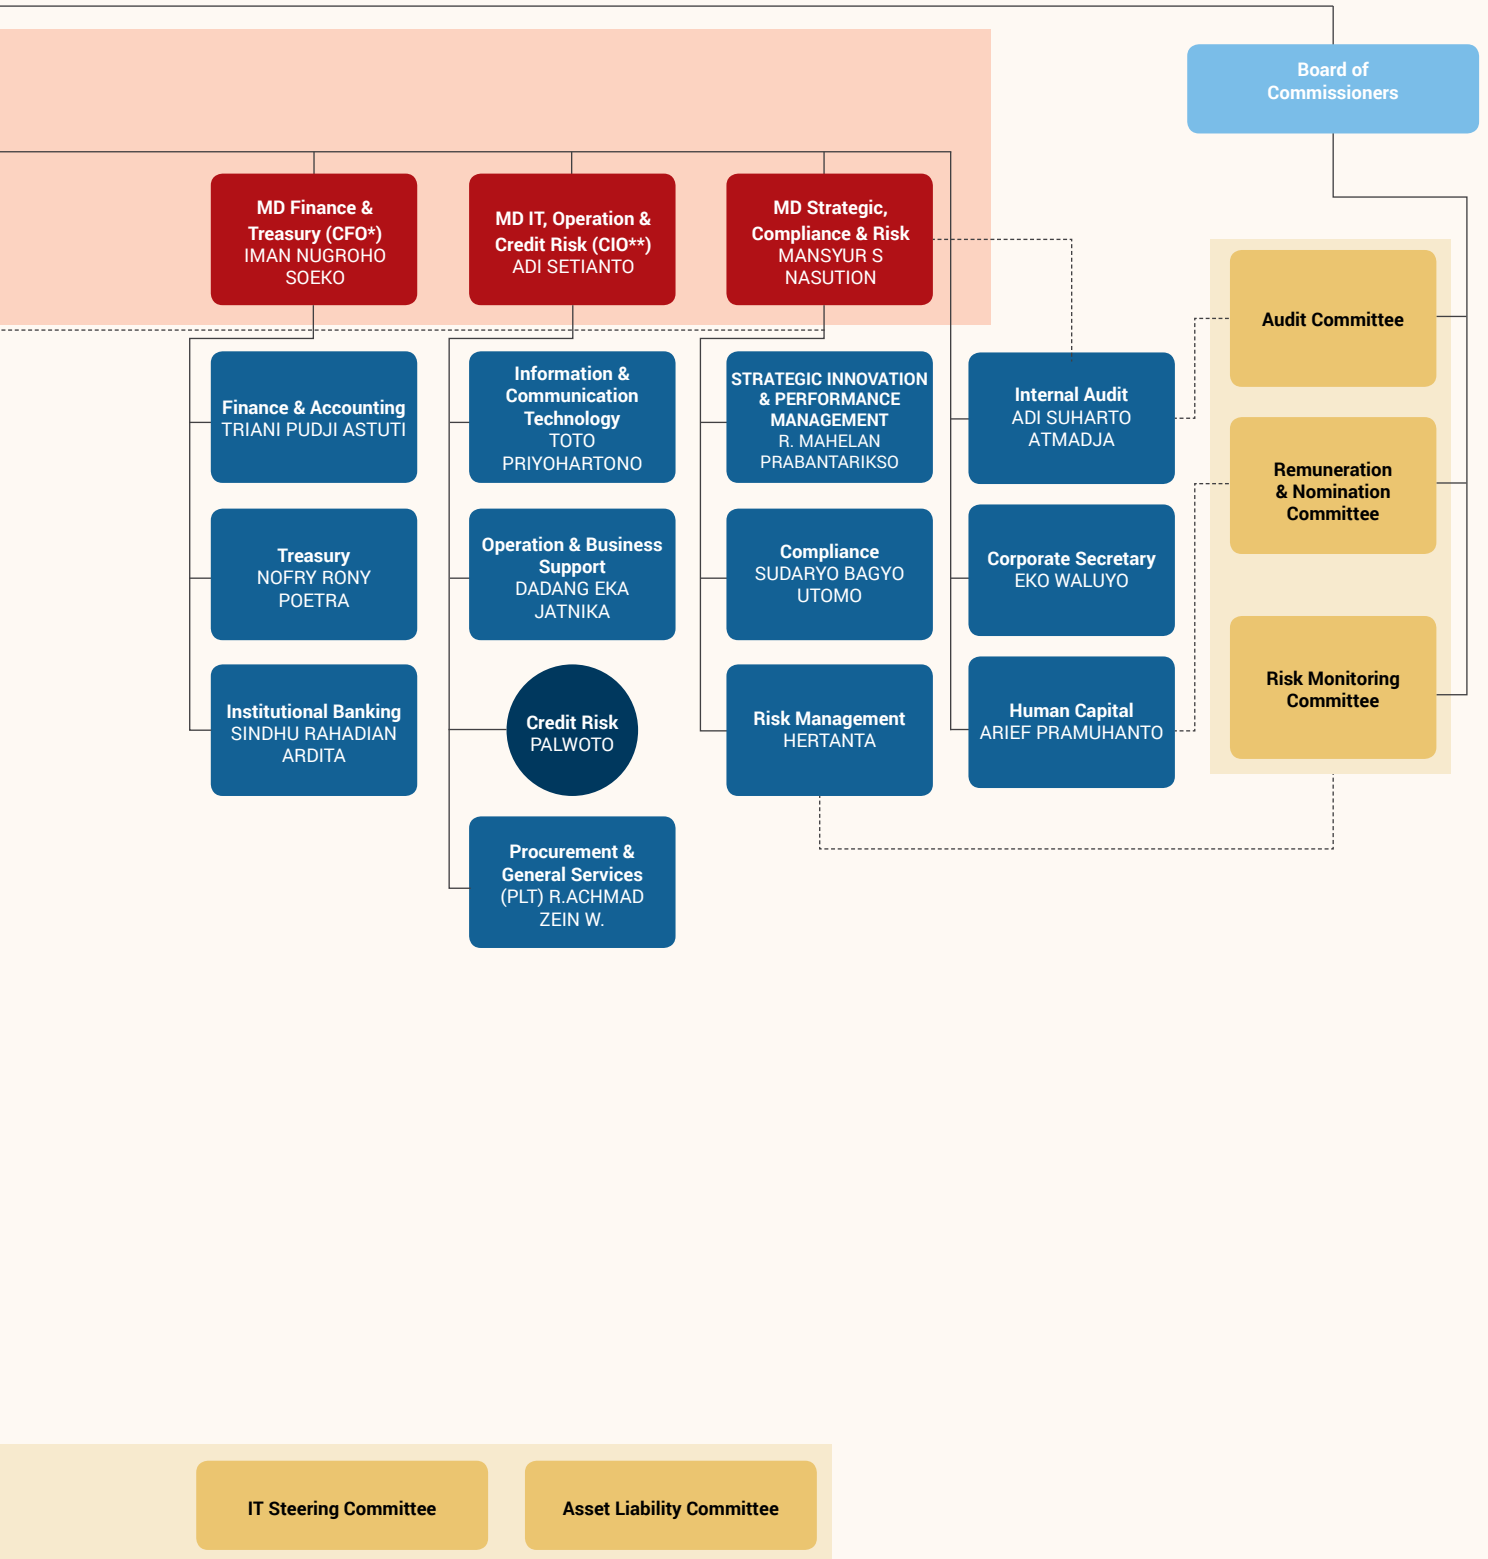 Board of
Commissioners
MD Finance &
Treasury (CFO*)
IMAN NUGROHO
SOEKO
MD IT, Operation &
Credit Risk (CIO**)
ADI SETIANTO
MD Strategic,
Compliance & Risk
MANSYUR S
NASUTION
Finance & Accounting
TRIANI PUDJI ASTUTI
Treasury
NOFRY RONY
POETRA
Institutional Banking
SINDHU RAHADIAN
ARDITA
Information &
Communication
Technology
TOTO
PRIYOHARTONO
Operation & Business
Support
DADANG EKA
JATNIKA
Credit Risk
PALWOTO
Procurement &
General Services
(PLT) R.ACHMAD
ZEIN W.
STRATEGIC INNOVATION
& PERFORMANCE
MANAGEMENT
R. MAHELAN
PRABANTARIKSO
Compliance
SUDARYO BAGYO
UTOMO
Risk Management
HERTANTA
Internal Audit
ADI SUHARTO
ATMADJA
Corporate Secretary
EKO WALUYO
Human Capital
ARIEF PRAMUHANTO
Audit Committee
Remuneration
& Nomination
Committee
Risk Monitoring
Committee
IT Steering Committee
Asset Liability Committee